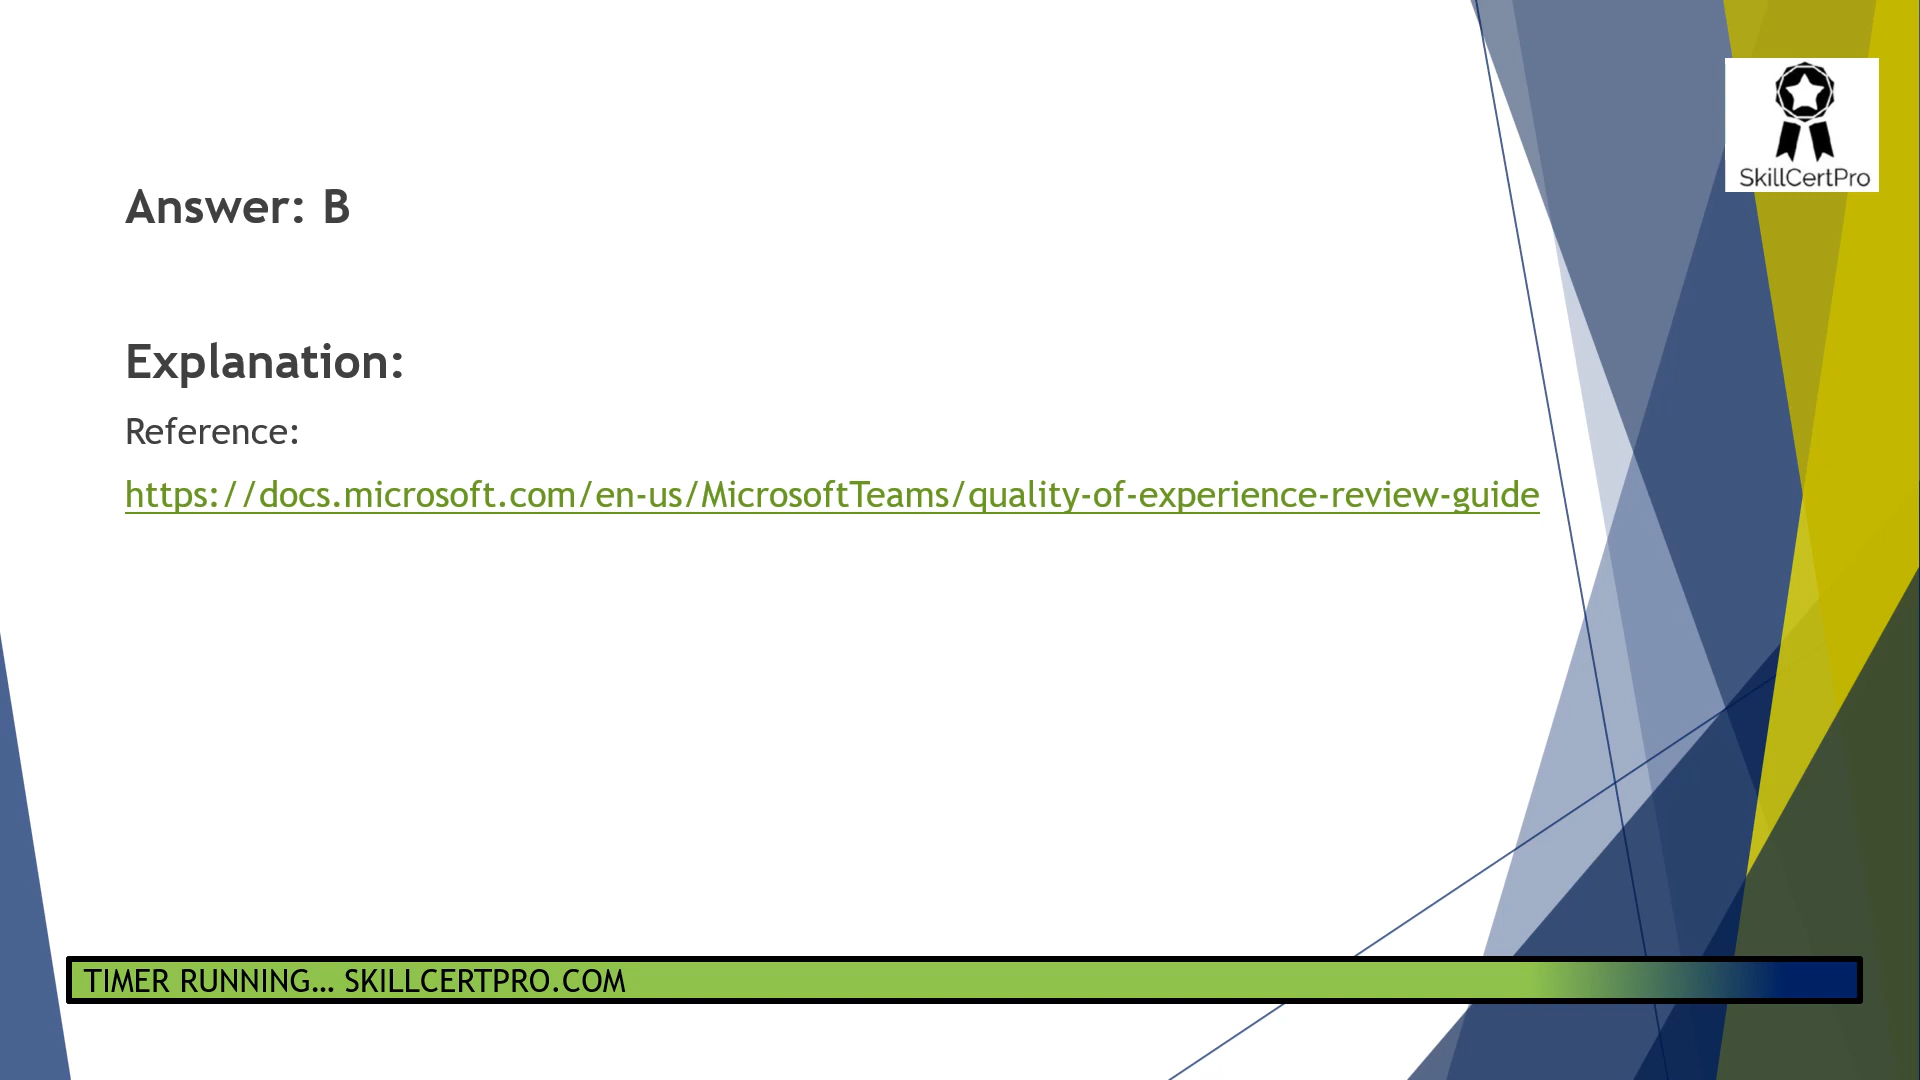 SkillCertPro
Answer: B
Explanation:
Reference:
https://docs.microsoft.com/en-us/MicrosoftTeams/quality-of-experience-review-guide
TIMER RUNNING... SKILLCERTPRO.COM